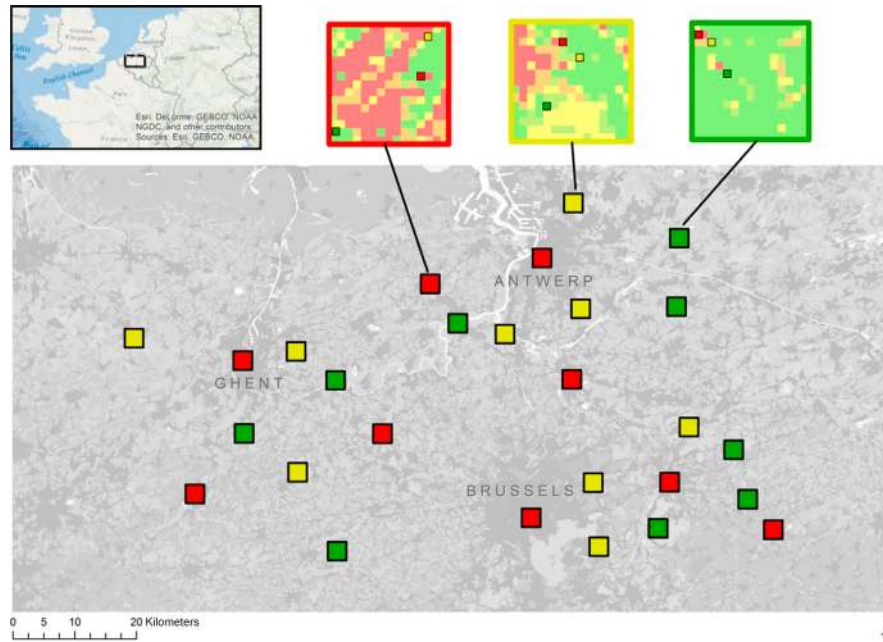 English Channel
Esri, DeLorme, GEBCO, NOAA
NGDC, and other contributors
Sources: Esri, GEBCO, NOAA,
ANTWERP
GHENT
BRUSSELS
0 5 10 20 Kilometers